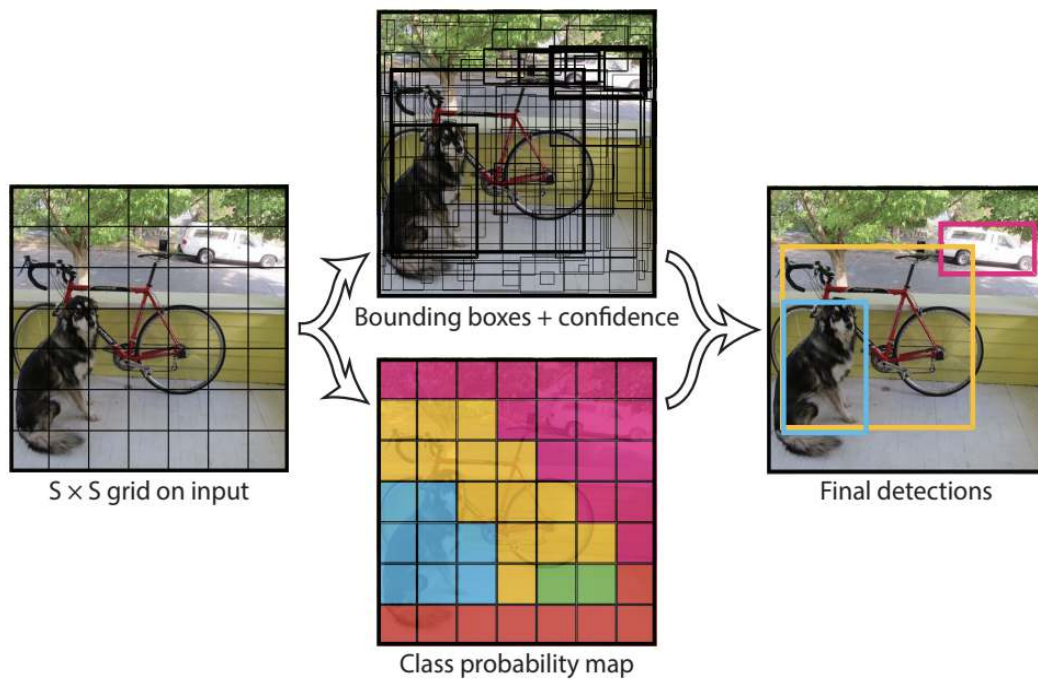 Bounding boxes + confidence
S × S grid on input
Final detections
Class probability map